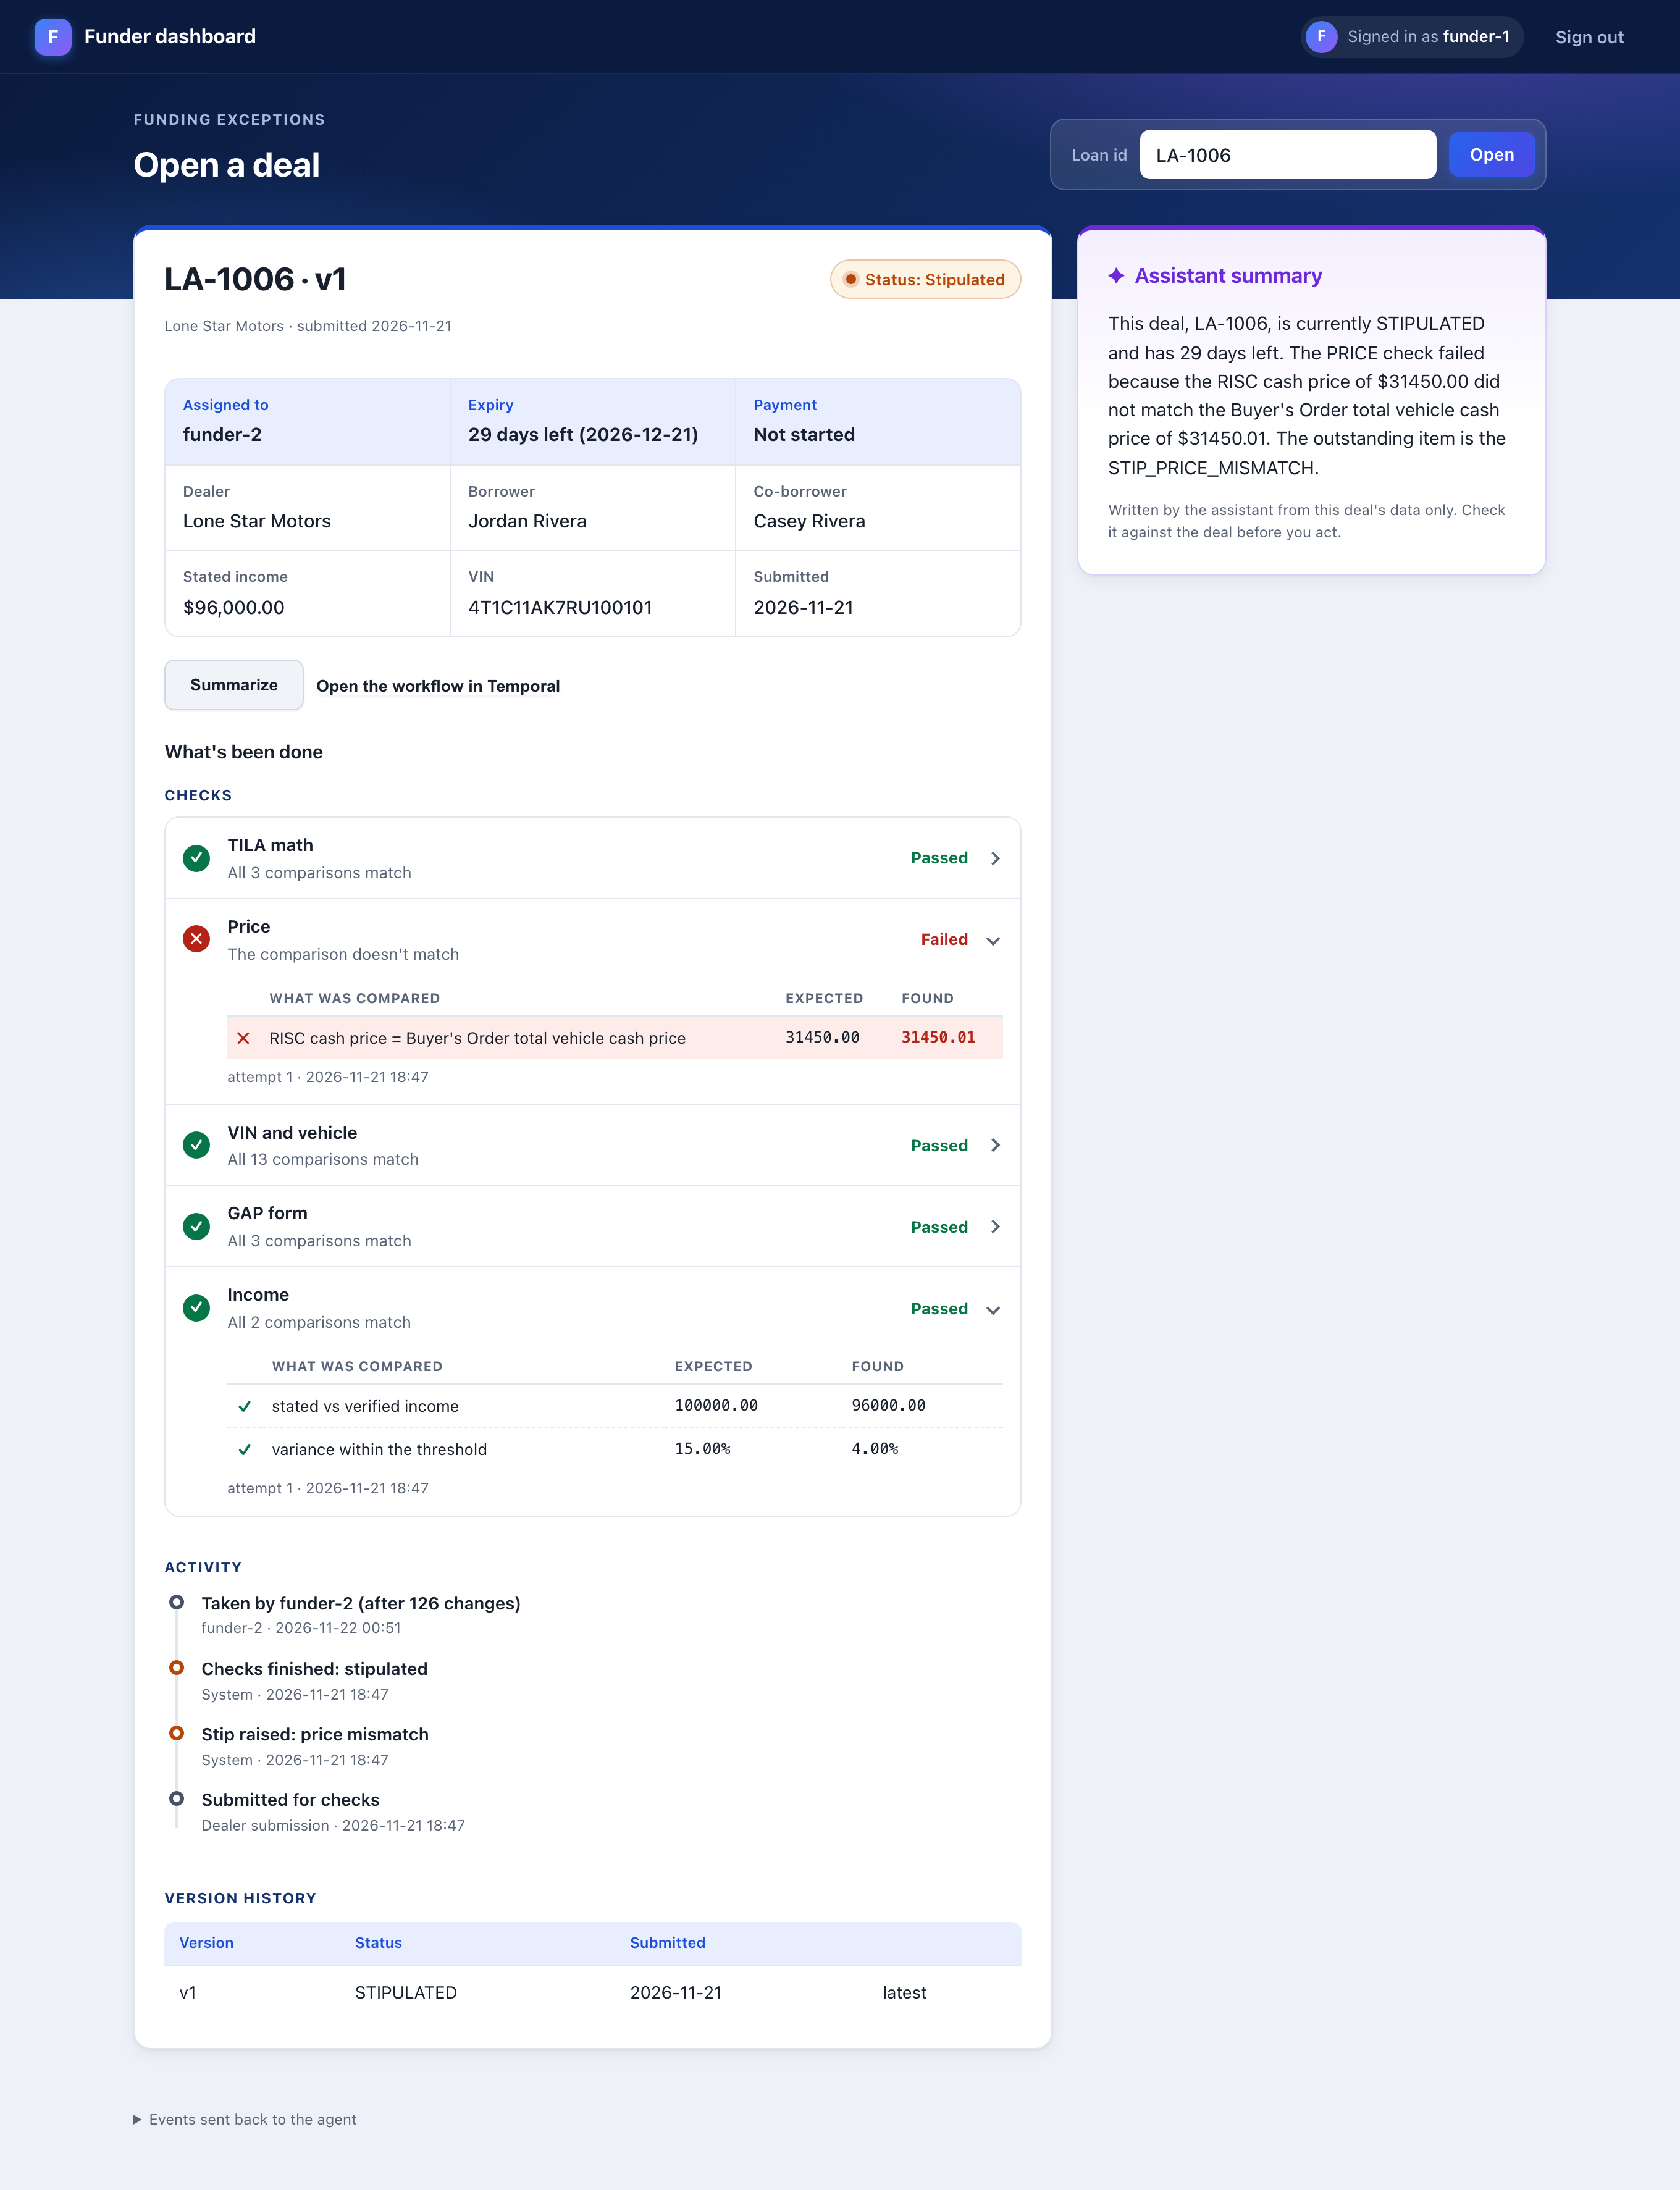 F
Funder dashboard
F
Signed in as funder-1
Sign out
FUNDING EXCEPTIONS
Open a deal
Loan id
LA-1006
Open
LA-1006 · v1
Status: Stipulated
Lone Star Motors · submitted 2026-11-21
Assigned to
funder-2
Expiry
29 days left (2026-12-21)
Payment
Not started
Dealer
Lone Star Motors
Borrower
Jordan Rivera
Co-borrower
Casey Rivera
Stated income
$96,000.00
VIN
4T1C11AK7RU100101
Submitted
2026-11-21
Summarize
Open the workflow in Temporal
What's been done
CHECKS
TILA math
All 3 comparisons match
Passed
Price
The comparison doesn't match
Failed
WHAT WAS COMPARED EXPECTED FOUND
RISC cash price = Buyer's Order total vehicle cash price 31450.00 31450.01
attempt 1 · 2026-11-21 18:47
VIN and vehicle
All 13 comparisons match
Passed
GAP form
All 3 comparisons match
Passed
Income
All 2 comparisons match
Passed
WHAT WAS COMPARED EXPECTED FOUND
stated vs verified income 100000.00 96000.00
variance within the threshold 15.00% 4.00%
attempt 1 · 2026-11-21 18:47
ACTIVITY
Taken by funder-2 (after 126 changes)
funder-2 · 2026-11-22 00:51
Checks finished: stipulated
System · 2026-11-21 18:47
Stip raised: price mismatch
System · 2026-11-21 18:47
Submitted for checks
Dealer submission · 2026-11-21 18:47
VERSION HISTORY
Version Status Submitted
v1 STIPULATED 2026-11-21 latest
Assistant summary
This deal, LA-1006, is currently STIPULATED
and has 29 days left. The PRICE check failed
because the RISC cash price of $31450.00 did
not match the Buyer's Order total vehicle cash
price of $31450.01. The outstanding item is the
STIP_PRICE_MISMATCH.
Written by the assistant from this deal's data only. Check
it against the deal before you act.
Events sent back to the agent